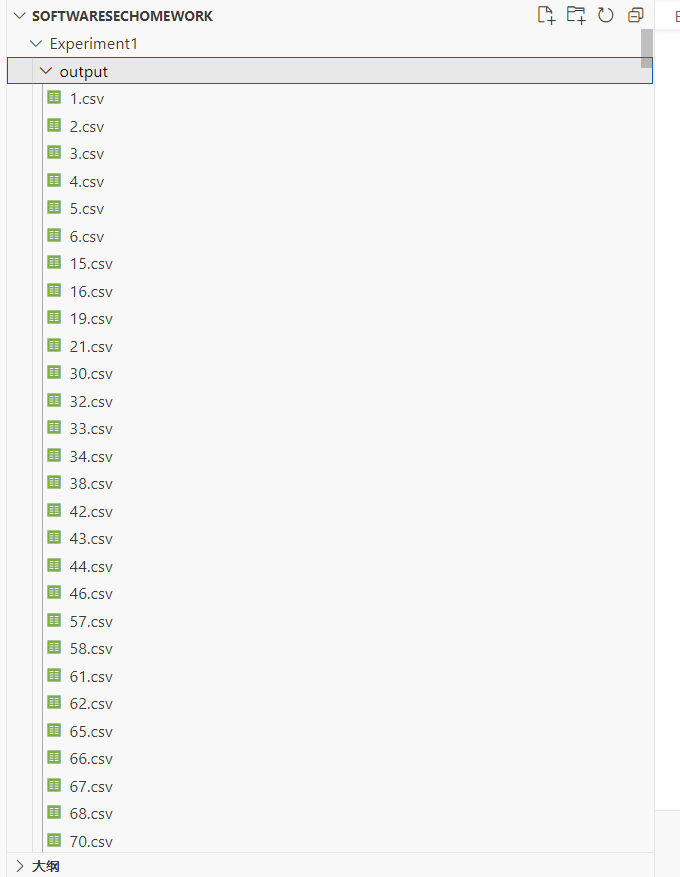 SOFTWARESECHOMEWORK
Experiment1
output
1.csv
2.csv
3.csv
4.csv
5.csv
6.csv
15.csv
16.csv
19.csv
21.csv
30.csv
32.csv
33.csv
34.csv
38.csv
42.csv
43.csv
44.csv
46.csv
57.csv
58.csv
61.csv
62.csv
65.csv
66.csv
67.csv
68.csv
70.csv
大纲